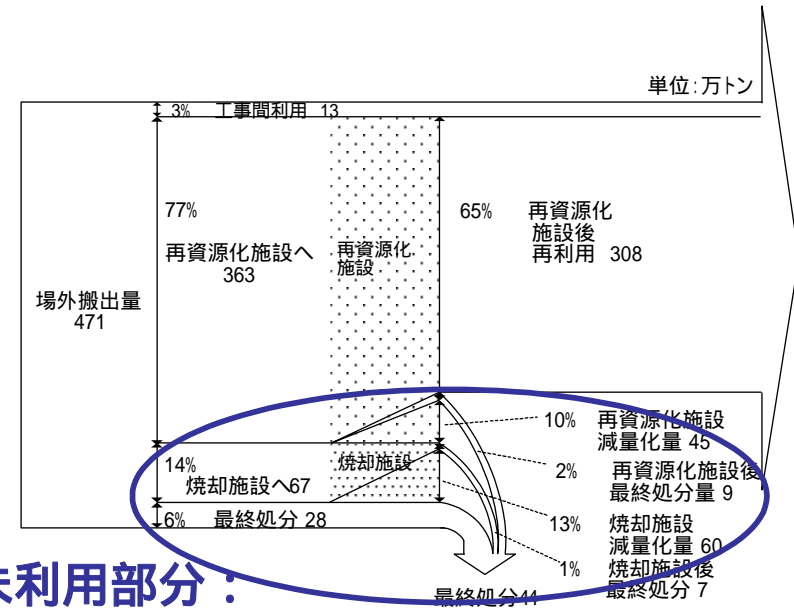 単位:万トン
3% 工事間利用 13
77%
再資源化施設へ
363
再資源化
施設
65% 再資源化
施設後
再利用 308
場外搬出量
471
14%
焼却施設へ67
焼却施設
6% 最終処分 28
10% 再資源化施設
減量化量 45
2% 再資源化施設後
最終処分量 9
13% 焼却施設
減量化量 60
1% 焼却施設後
最終処分 7
最終処分44
未利用部分: